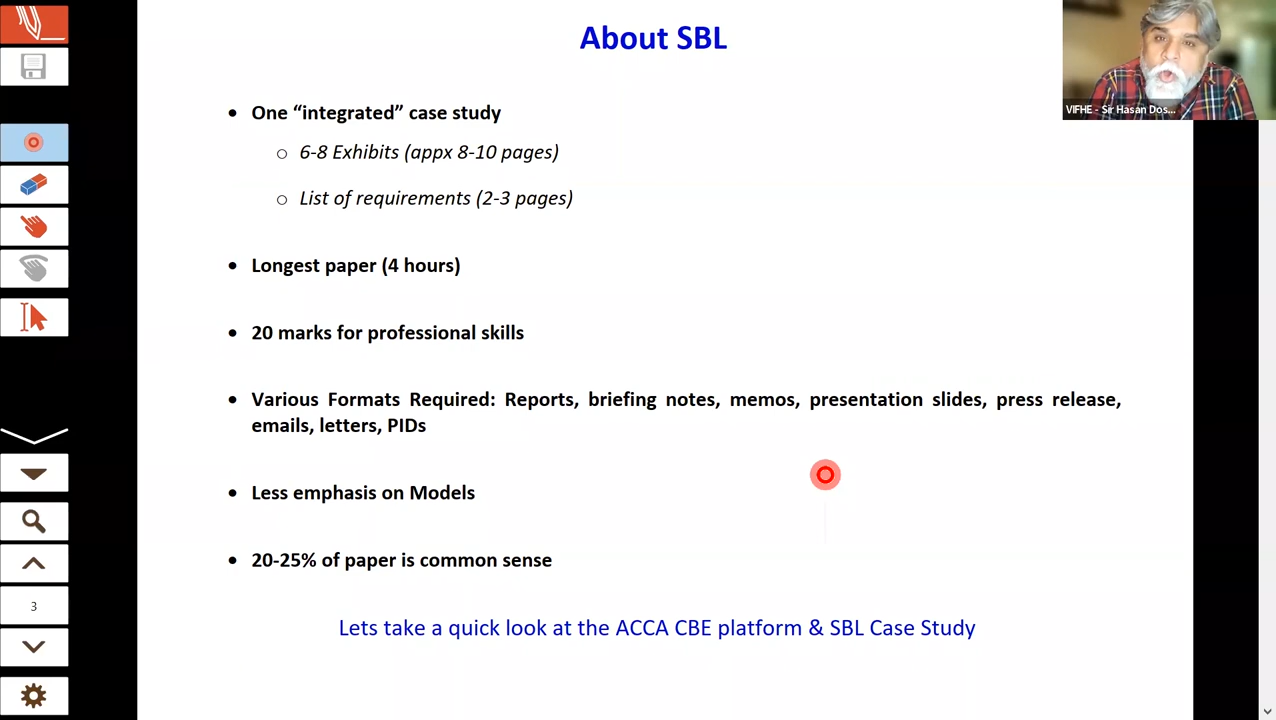 About SBL
VIFHE - Sir Hasan Dos...
• One “integrated” case study
o 6-8 Exhibits (appx 8-10 pages)
o List of requirements (2-3 pages)
• Longest paper (4 hours)
• 20 marks for professional skills
• Various Formats Required: Reports, briefing notes, memos, presentation slides, press release,
emails, letters, PIDs
• Less emphasis on Models
• 20-25% of paper is common sense
3
Lets take a quick look at the ACCA CBE platform & SBL Case Study